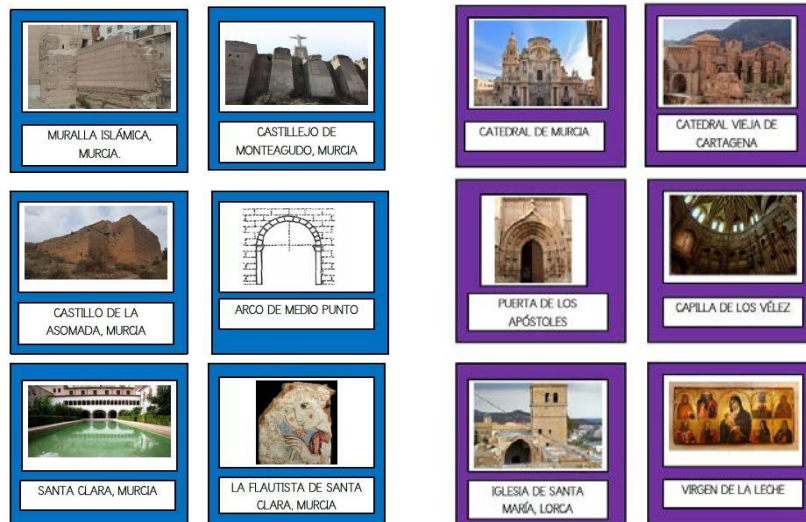 MURALLA ISLÁMICA,
MURCIA.
CASTILLEJO DE
MONTEAGUDO, MURCIA
CASTILLO DE LA
ASOMADA, MURCIA
ARCO DE MEDIO PUNTO
SANTA CLARA, MURCIA
LA FLAUTISTA DE SANTA
CLARA, MURCIA
CATEDRAL DE MURCIA
CATEDRAL VIEJA DE
CARTAGENA
PUERTA DE LOS
APÓSTOLES
CAPILLA DE LOS VÉLEZ
IGLESIA DE SANTA
MARÍA, LORCA
VIRGEN DE LA LECHE